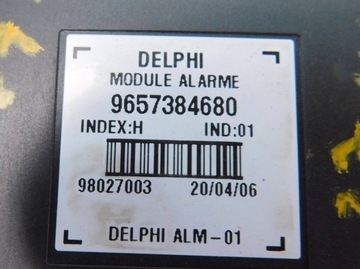 DELPHI
MODULE ALARME
9657384680
INDEX:H IND:01
98027003 20/04/06
DELPHI ALM-01